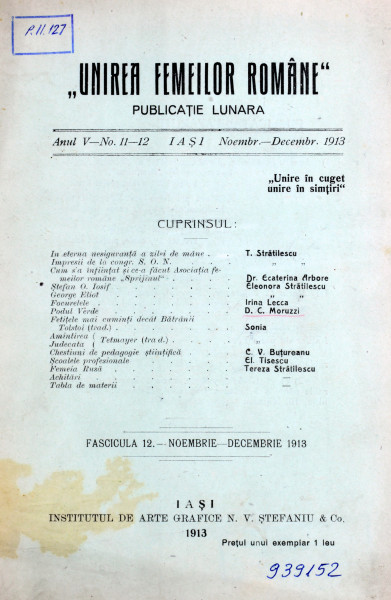 P.II.127
„UNIREA FEMEILOR ROMÂNE“
PUBLICAȚIE LUNARA
Anul V—No. 11—12 IAȘI Noembr.—Decembr. 1913
„Unire în cuget
unire în simțiri“
CUPRINSUL:
In eterna nesiguranță a zilei de mâne . T. Stratilescu
Impresii de la congr. S. O. N. . . . „ „
Cum s'a înființat și ce-a făcut Asociația fe-
meilor române „Sprijinul“ . . . . Dr. Ecaterina Arbore
Ștefan O. Iosif . . . . . . Eleonora Stratilescu
George Eliot . . . . . . „ „
Focurelele . . . . . . Irina Lecca
Podul Verde . . . . . . D. C. Moruzzi
Fetițele mai cuminți decât Bătrânii
Tolstoi (trad.) . . . . . Sonia
Amintirea ( Tetmayer (trad.) . . . „
Judecata (
Chestiuni de pedagogie științifică . . C. V. Buțureanu
Școalele profesionale . . . . El. Tisescu
Femeia Rusă . . . . . . Tereza Stratilescu
Achitări . . . . . . —
Tabla de materii . . . . . —
FASCICULA 12.—NOEMBRIE—DECEMBRIE 1913
IAȘI
INSTITUTUL DE ARTE GRAFICE N. V. ȘTEFANIU & Co.
1913
Prețul unui exemplar 1 leu
939152